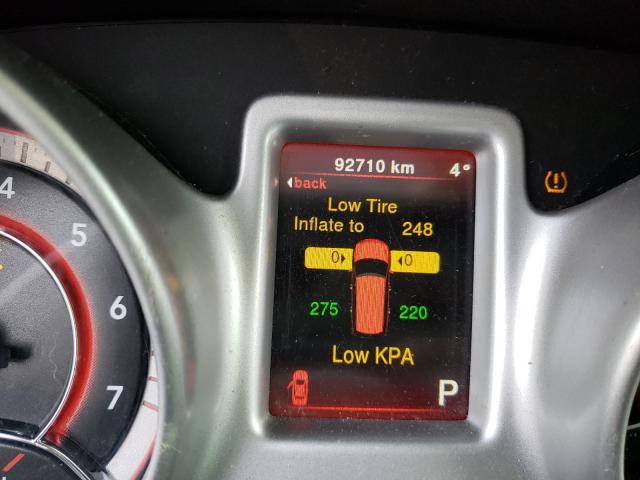 92710 km 4°
back
Low Tire
Inflate to 248
0 0
275 220
Low KPA
P
4
5
6
7